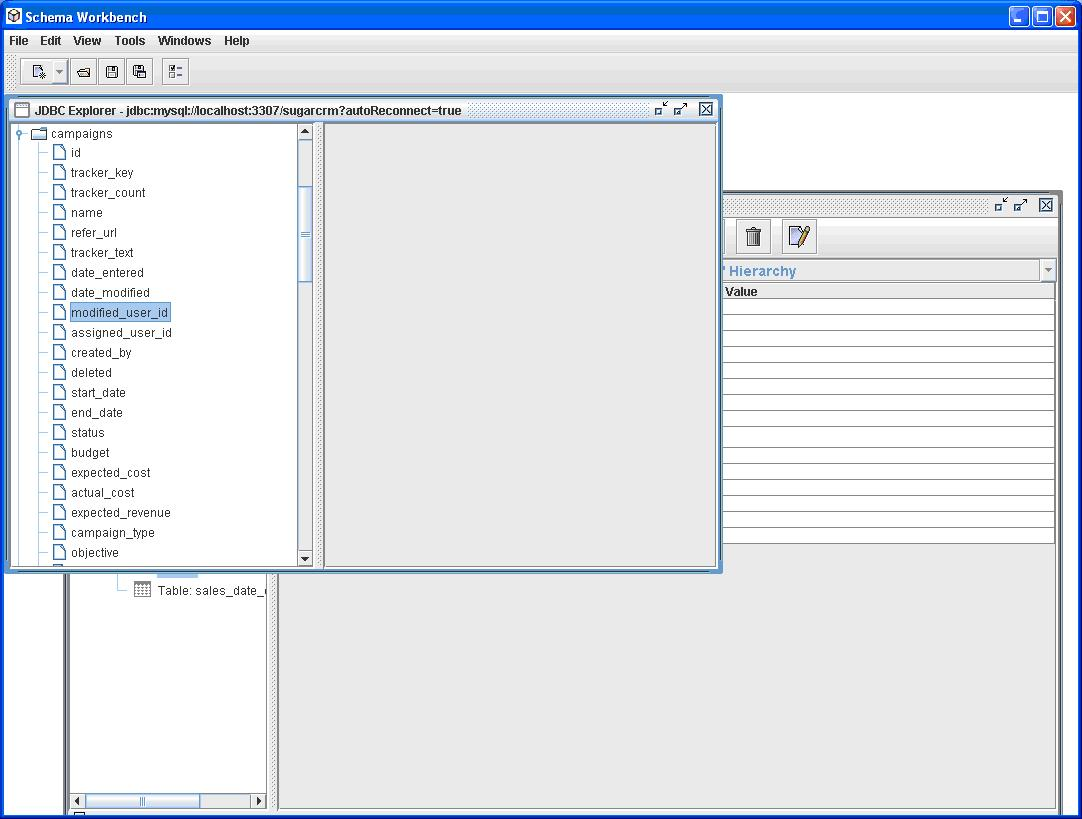 Schema Workbench
File Edit View Tools Windows Help
JDBC Explorer - jdbc:mysql://localhost:3307/sugarcrm?autoReconnect=true
campaigns
id
tracker_key
tracker_count
name
refer_url
tracker_text
date_entered
date_modified
modified_user_id
assigned_user_id
created_by
deleted
start_date
end_date
status
budget
expected_cost
actual_cost
expected_revenue
campaign_type
objective
' Hierarchy
Value
Table: sales_date_